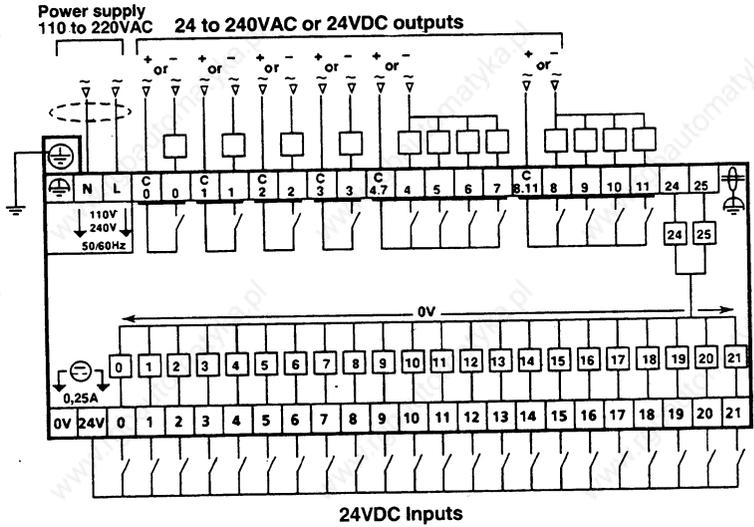 Power supply
110 to 220VAC
24 to 240VAC or 24VDC outputs
+ or − + or − + or − + or − + or − + or −
N L C 0 0 C 1 1 C 2 2 C 3 3 C 4.7 4 5 6 7 C 8.11 8 9 10 11 24 25
110V
240V
50/60Hz
24 25
0V
0 1 2 3 4 5 6 7 8 9 10 11 12 13 14 15 16 17 18 19 20 21
0,25A
0V 24V 0 1 2 3 4 5 6 7 8 9 10 11 12 13 14 15 16 17 18 19 20 21
24VDC Inputs